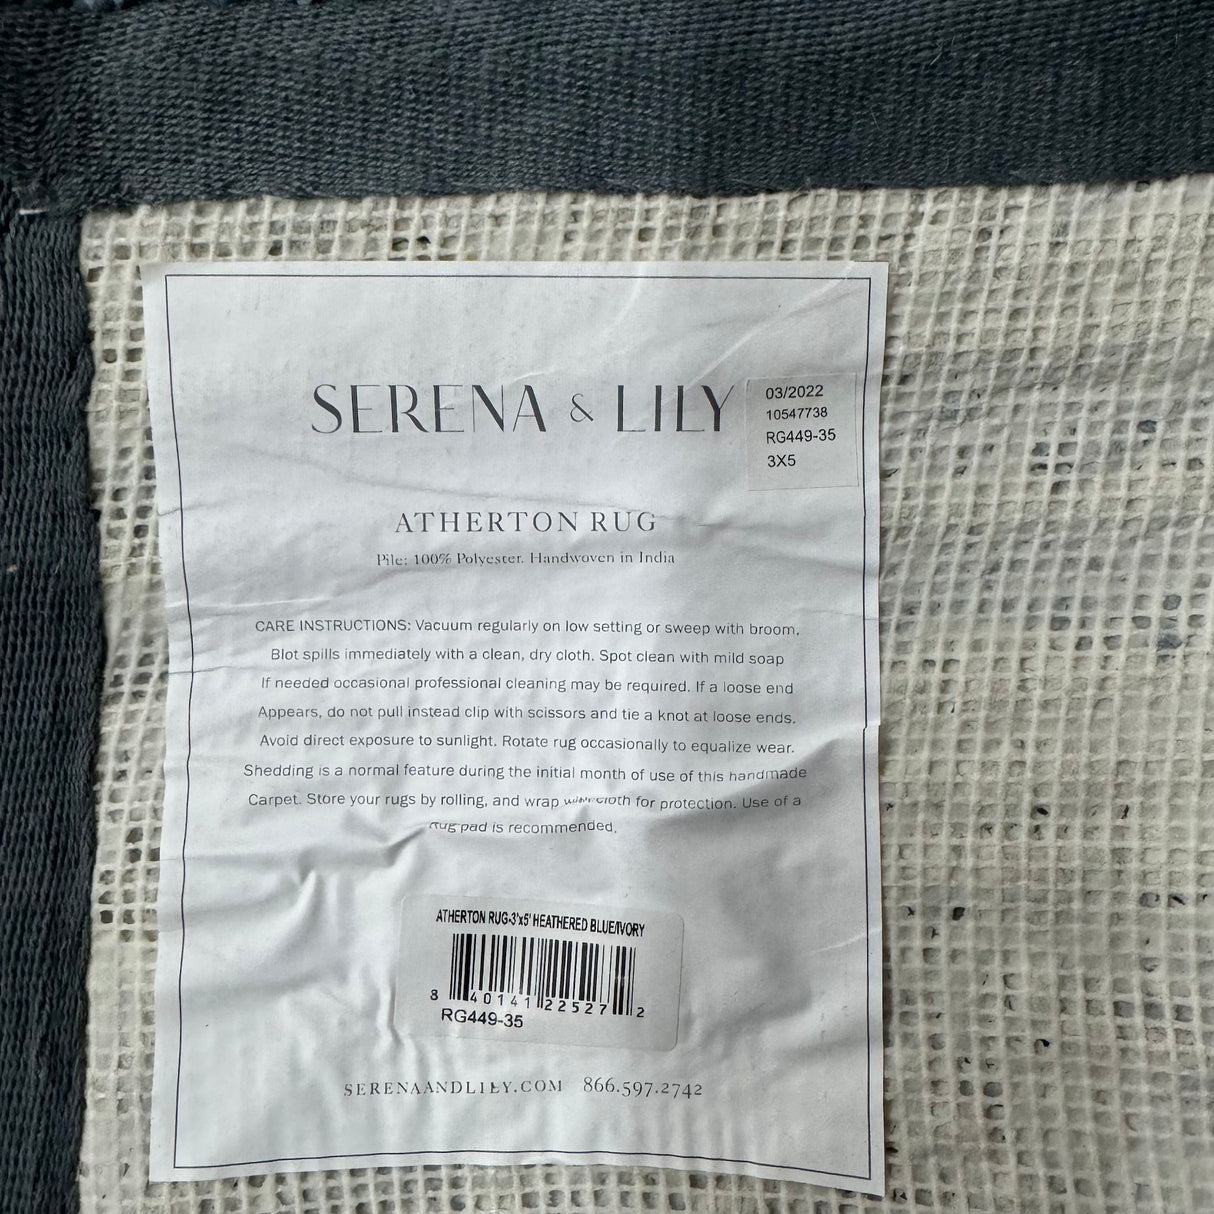 SERENA & LILY
03/2022
10547738
RG449-35
3X5
ATHERTON RUG
Pile: 100% Polyester. Handwoven in India
CARE INSTRUCTIONS: Vacuum regularly on low setting or sweep with broom.
Blot spills immediately with a clean, dry cloth. Spot clean with mild soap
If needed occasional professional cleaning may be required. If a loose end
Appears, do not pull instead clip with scissors and tie a knot at loose ends.
Avoid direct exposure to sunlight. Rotate rug occasionally to equalize wear.
Shedding is a normal feature during the initial month of use of this handmade
Carpet. Store your rugs by rolling, and wrap with cloth for protection. Use of a
rug pad is recommended.
ATHERTON RUG-3'x5' HEATHERED BLUE/IVORY
8 40141 22527 2
RG449-35
SERENAANDLILY.COM 866.597.2742